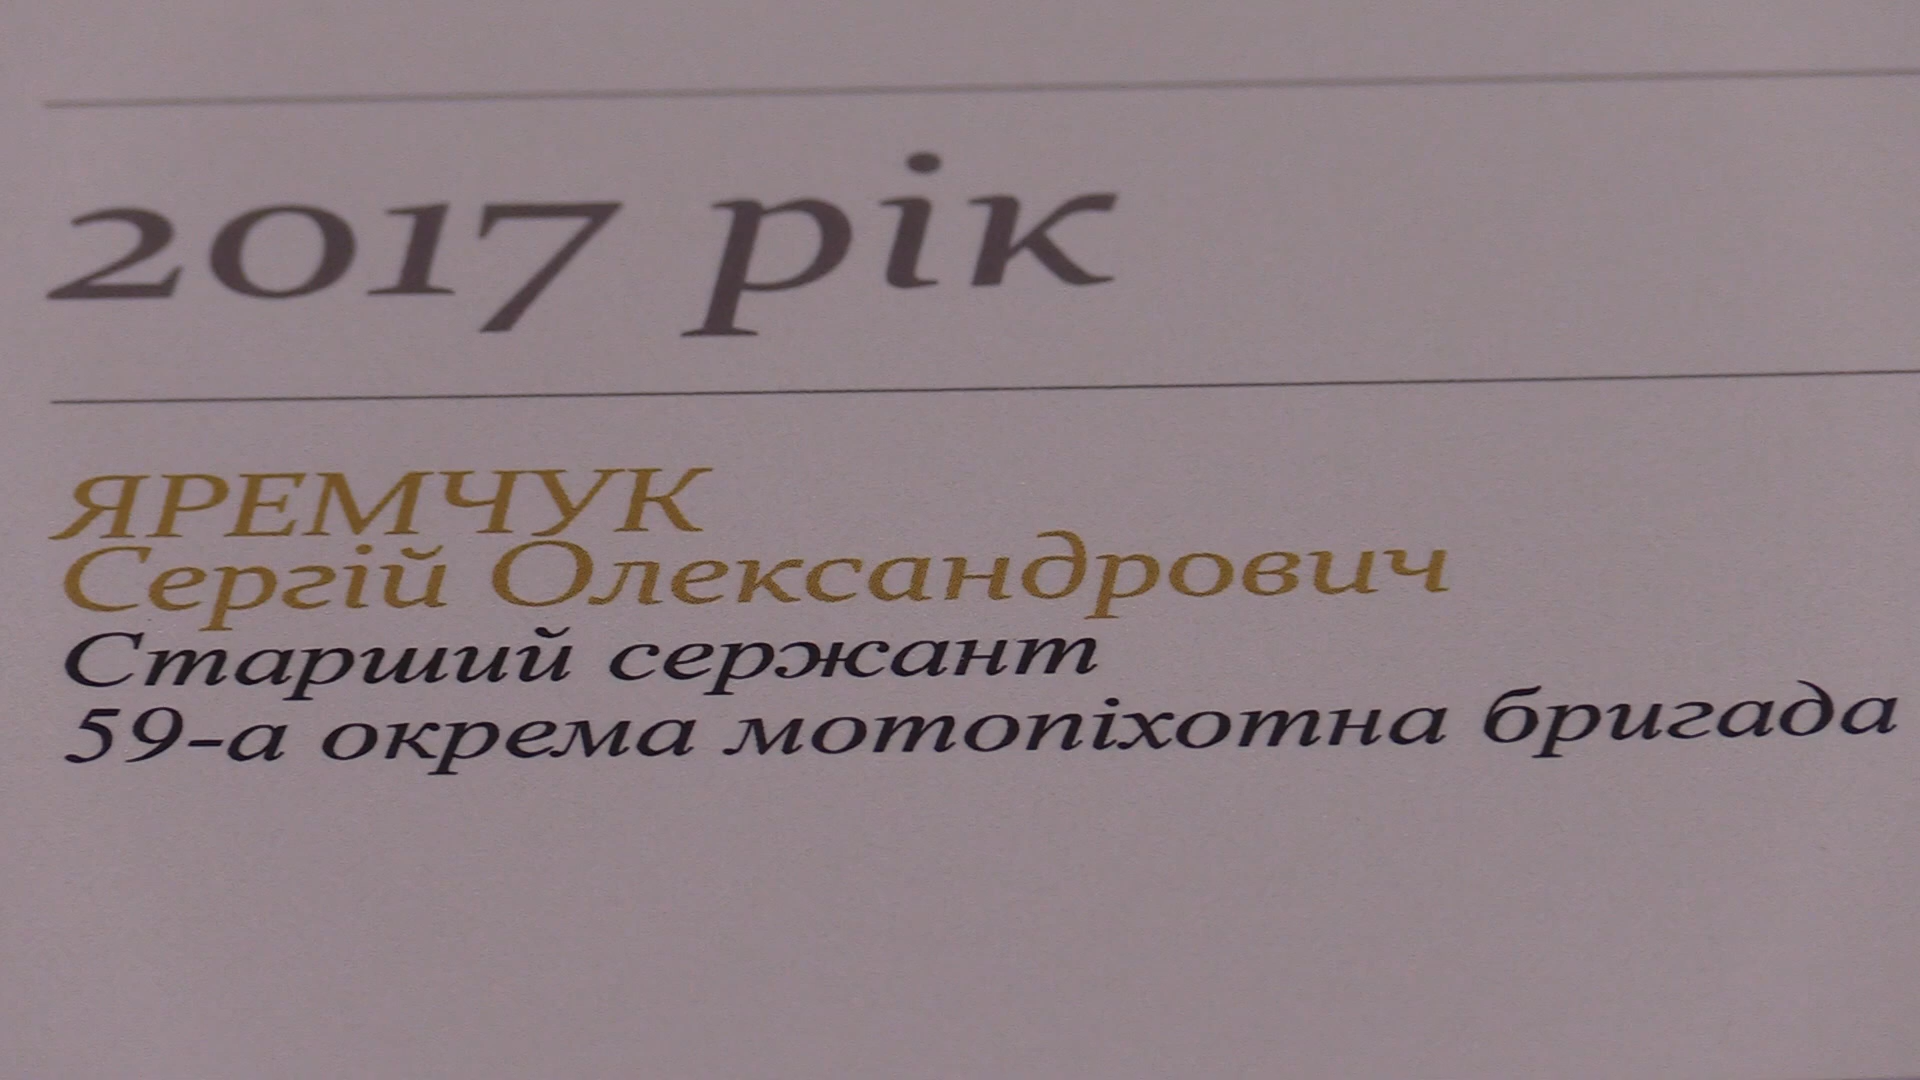 2017 рік
ЯРЕМЧУК
Сергій Олександрович
Старший сержант
59-а окрема мотопіхотна бригада